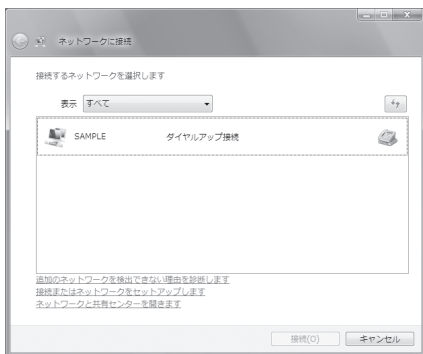 ネットワークに接続
接続するネットワークを選択します
表示 すべて
SAMPLE ダイヤルアップ接続
追加のネットワークを検出できない理由を診断します
接続またはネットワークをセットアップします
ネットワークと共有センターを開きます
接続(O) キャンセル